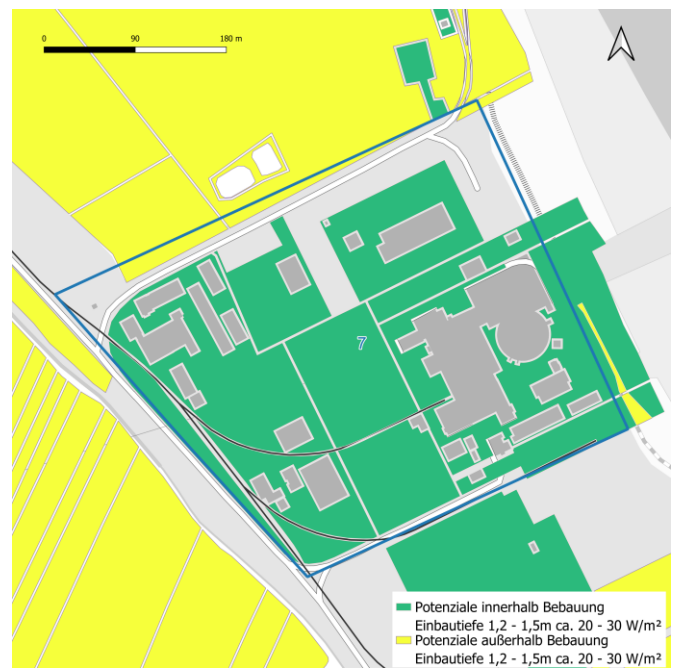 0 90 180 m
7
Potenziale innerhalb Bebauung
Einbautiefe 1,2 - 1,5m ca. 20 - 30 W/m²
Potenziale außerhalb Bebauung
Einbautiefe 1,2 - 1,5m ca. 20 - 30 W/m²